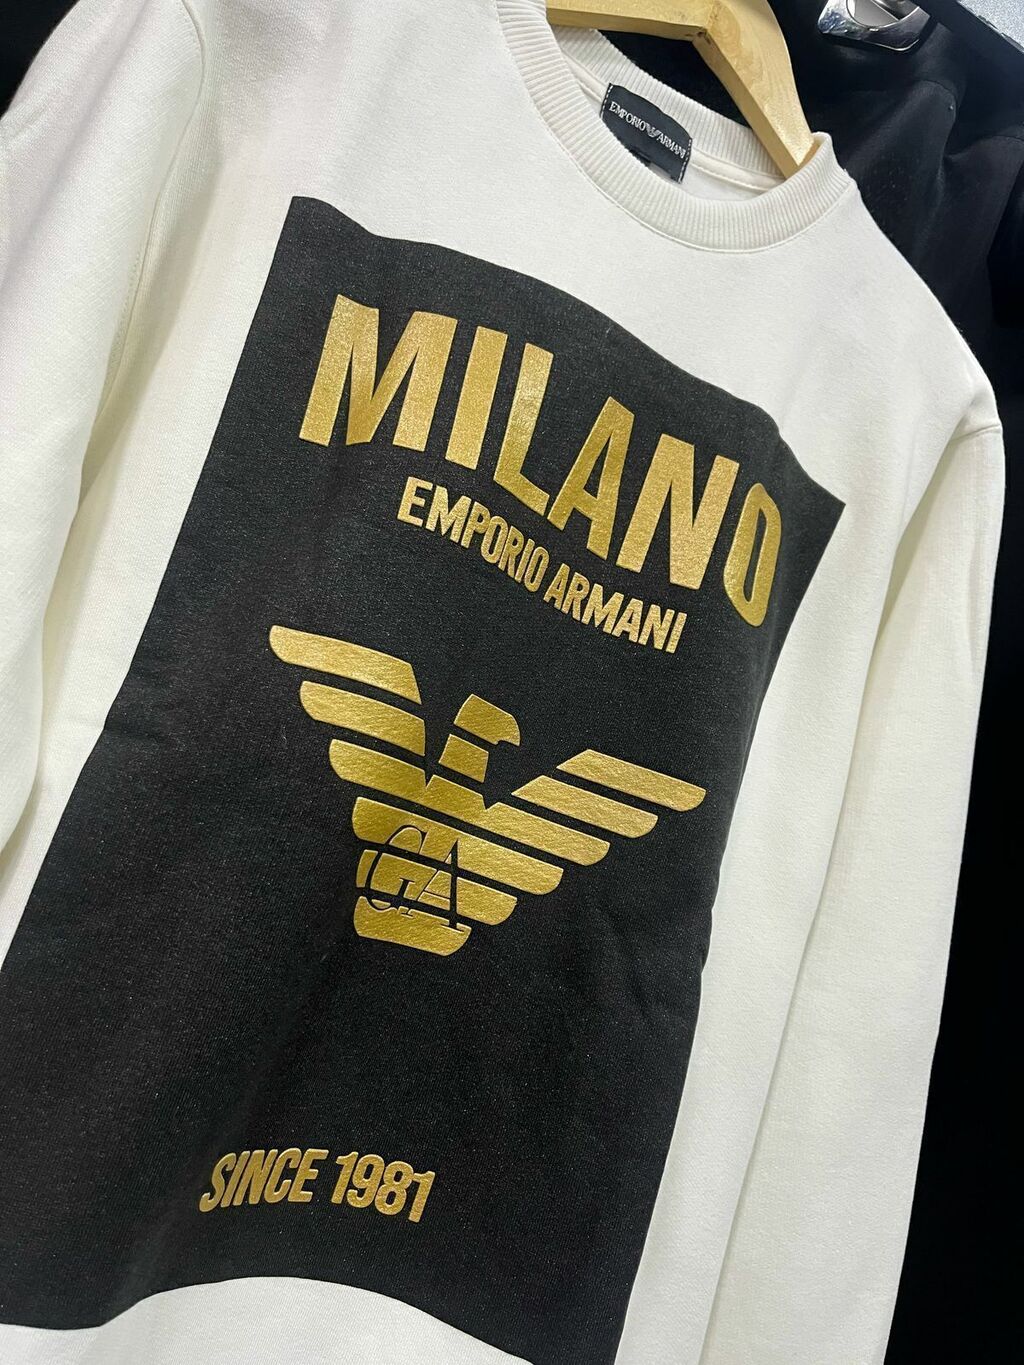 EMPORIO ARMANI
MILANO
EMPORIO ARMANI
GA
SINCE 1981